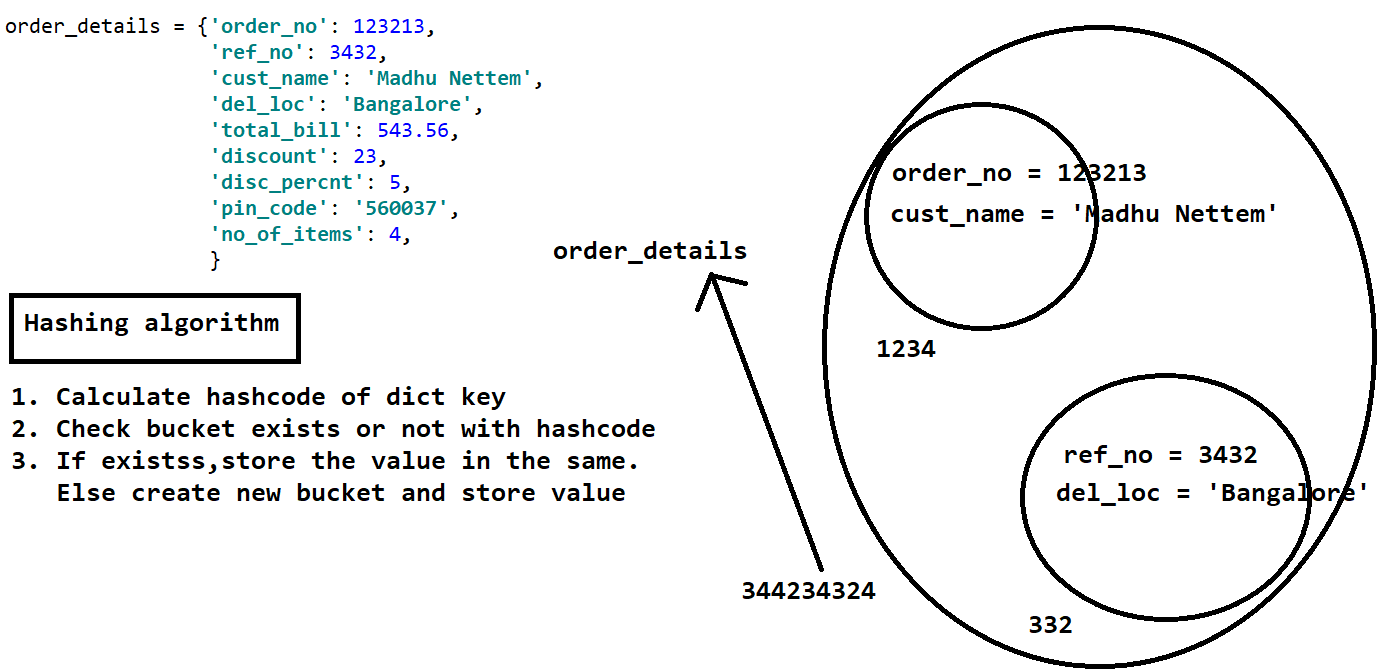 order_details = {'order_no': 123213,
'ref_no': 3432,
'cust_name': 'Madhu Nettem',
'del_loc': 'Bangalore',
'total_bill': 543.56,
'discount': 23,
'disc_percnt': 5,
'pin_code': '560037',
'no_of_items': 4,
}
Hashing algorithm
1. Calculate hashcode of dict key
2. Check bucket exists or not with hashcode
3. If existss,store the value in the same.
Else create new bucket and store value
order_details
344234324
order_no = 123213
cust_name = 'Madhu Nettem'
1234
ref_no = 3432
del_loc = 'Bangalore'
332